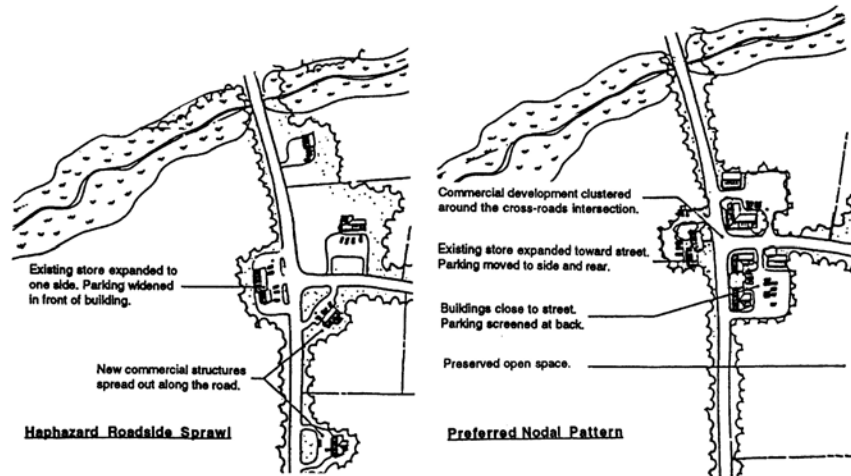 Existing store expanded to
one side. Parking widened
in front of building.
New commercial structures
spread out along the road.
Haphazard Roadside Sprawl
Commercial development clustered
around the cross-roads intersection.
Existing store expanded toward street.
Parking moved to side and rear.
Buildings close to street.
Parking screened at back.
Preserved open space.
Preferred Nodal Pattern